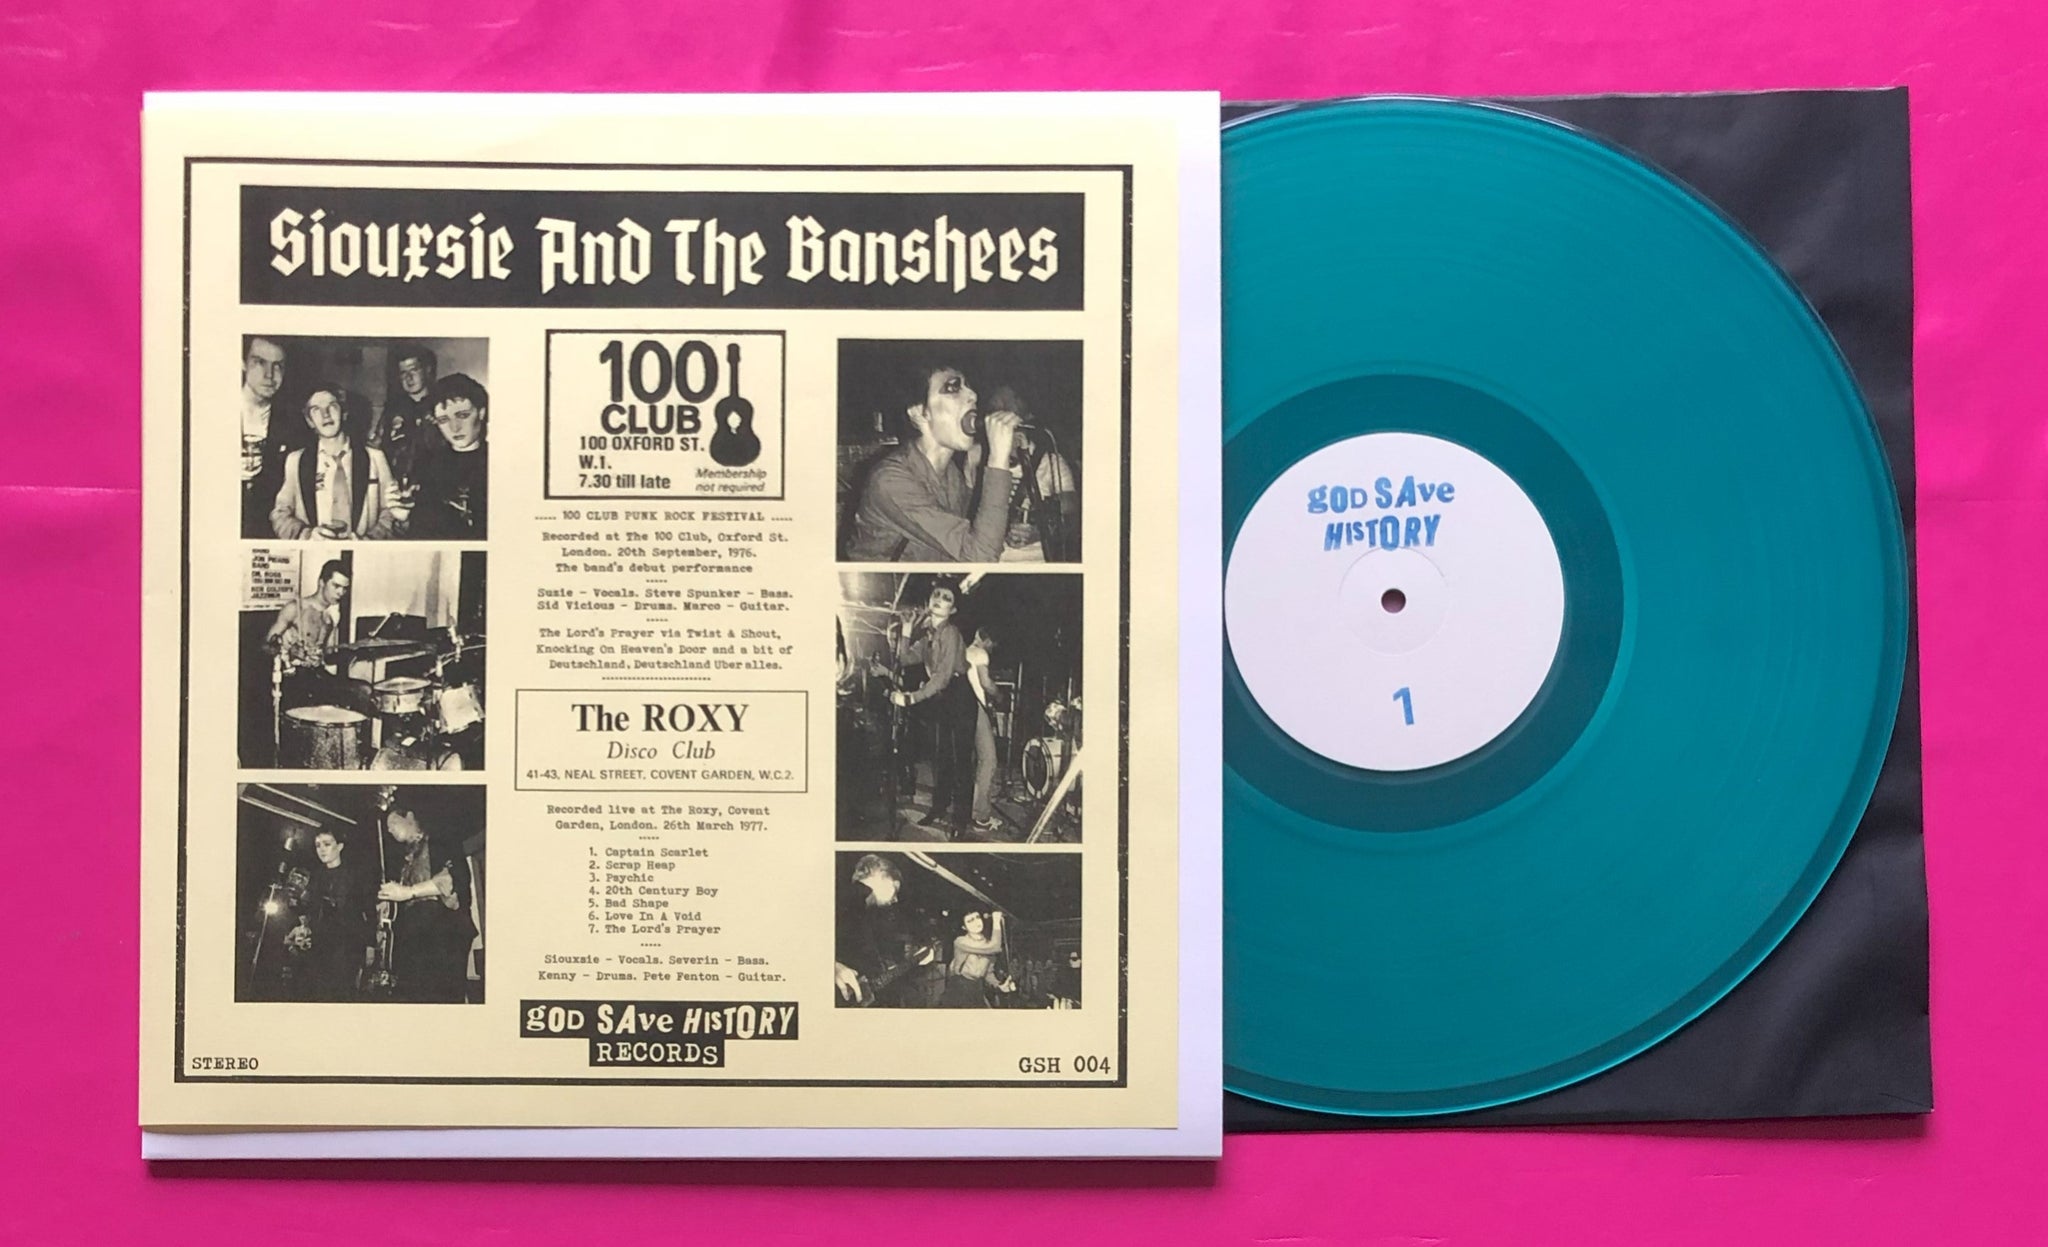 Siouxsie And The Banshees
100
CLUB
100 OXFORD ST.
W.1.
7.30 till late
Membership
not required
..... 100 CLUB PUNK ROCK FESTIVAL .....
Recorded at The 100 Club, Oxford St.
London. 20th September, 1976.
The band's debut performance
.....
Suzie - Vocals. Steve Spunker - Bass.
Sid Vicious - Drums. Marco - Guitar.
.....
The Lord's Prayer via Twist & Shout,
Knocking On Heaven's Door and a bit of
Deutschland, Deutschland Uber alles.
The ROXY
Disco Club
41-43, NEAL STREET, COVENT GARDEN, W.C.2.
Recorded live at The Roxy, Covent
Garden, London. 26th March 1977.
.....
1. Captain Scarlet
2. Scrap Heap
3. Psychic
4. 20th Century Boy
5. Bad Shape
6. Love In A Void
7. The Lord's Prayer
.....
Siouxsie - Vocals. Severin - Bass.
Kenny - Drums. Pete Fenton - Guitar.
gOD SAve HISTORY
RECORDS
STEREO
GSH 004
gOD SAve
HISTORY
1